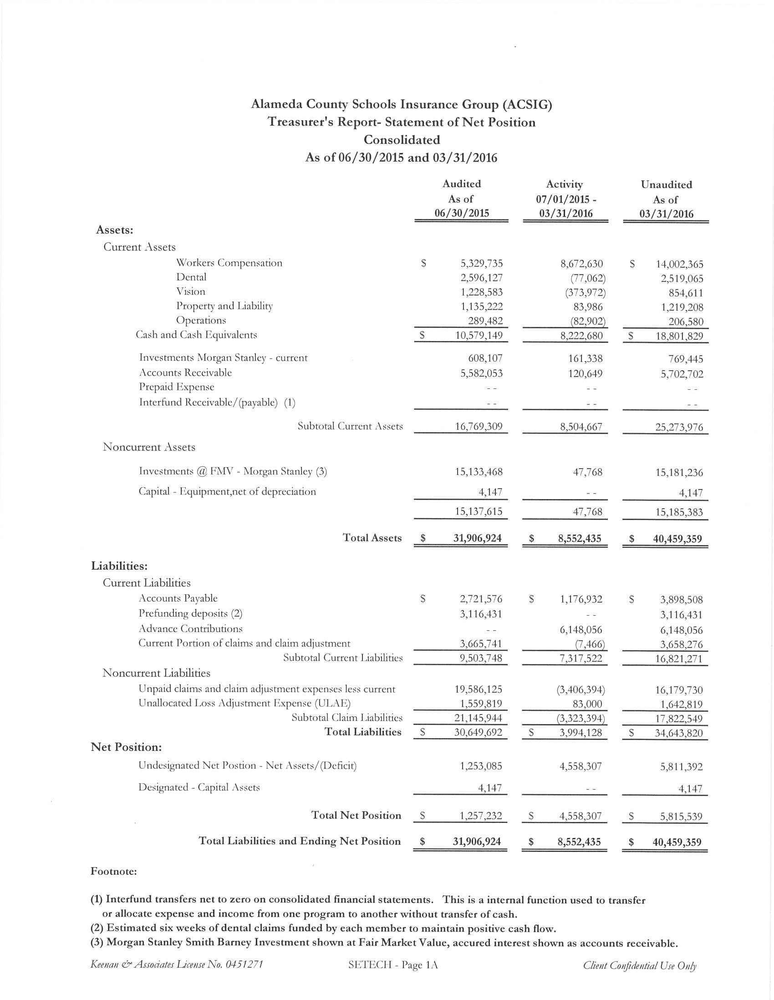 Alameda County Schools Insurance Group (ACSIG)
Treasurer's Report- Statement of Net Position
Consolidated
As of 06/30/2015 and 03/31/2016
Audited Activity Unaudited
As of 07/01/2015 - As of
06/30/2015 03/31/2016 03/31/2016
Assets:
Current Assets
Workers Compensation $ 5,329,735 8,672,630 $ 14,002,365
Dental 2,596,127 (77,062) 2,519,065
Vision 1,228,583 (373,972) 854,611
Property and Liability 1,135,222 83,986 1,219,208
Operations 289,482 (82,902) 206,580
Cash and Cash Equivalents $ 10,579,149 8,222,680 $ 18,801,829
Investments Morgan Stanley - current 608,107 161,338 769,445
Accounts Receivable 5,582,053 120,649 5,702,702
Prepaid Expense - - - - - -
Interfund Receivable/(payable) (1) - - - - - -
Subtotal Current Assets 16,769,309 8,504,667 25,273,976
Noncurrent Assets
Investments @ FMV - Morgan Stanley (3) 15,133,468 47,768 15,181,236
Capital - Equipment,net of depreciation 4,147 - - 4,147
15,137,615 47,768 15,185,383
Total Assets $ 31,906,924 $ 8,552,435 $ 40,459,359
Liabilities:
Current Liabilities
Accounts Payable $ 2,721,576 $ 1,176,932 $ 3,898,508
Prefunding deposits (2) 3,116,431 - - 3,116,431
Advance Contributions - - 6,148,056 6,148,056
Current Portion of claims and claim adjustment 3,665,741 (7,466) 3,658,276
Subtotal Current Liabilities 9,503,748 7,317,522 16,821,271
Noncurrent Liabilities
Unpaid claims and claim adjustment expenses less current 19,586,125 (3,406,394) 16,179,730
Unallocated Loss Adjustment Expense (ULAE) 1,559,819 83,000 1,642,819
Subtotal Claim Liabilities 21,145,944 (3,323,394) 17,822,549
Total Liabilities $ 30,649,692 $ 3,994,128 $ 34,643,820
Net Position:
Undesignated Net Postion - Net Assets/(Deficit) 1,253,085 4,558,307 5,811,392
Designated - Capital Assets 4,147 - - 4,147
Total Net Position $ 1,257,232 $ 4,558,307 $ 5,815,539
Total Liabilities and Ending Net Position $ 31,906,924 $ 8,552,435 $ 40,459,359
Footnote:
(1) Interfund transfers net to zero on consolidated financial statements. This is a internal function used to transfer
or allocate expense and income from one program to another without transfer of cash.
(2) Estimated six weeks of dental claims funded by each member to maintain positive cash flow.
(3) Morgan Stanley Smith Barney Investment shown at Fair Market Value, accured interest shown as accounts receivable.
Keenan & Associates License No. 0451271 SETECH - Page 1A Client Confidential Use Only